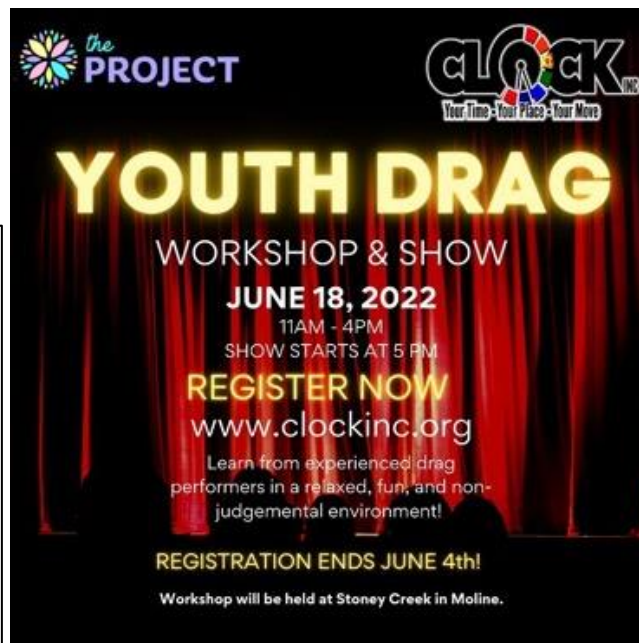 the
PROJECT
CLOCK INC
Your Time - Your Place - Your Move
YOUTH DRAG
WORKSHOP & SHOW
JUNE 18, 2022
11AM - 4PM
SHOW STARTS AT 5 PM
REGISTER NOW
www.clockinc.org
Learn from experienced drag
performers in a relaxed, fun, and non-
judgemental environment!
REGISTRATION ENDS JUNE 4th!
Workshop will be held at Stoney Creek in Moline.